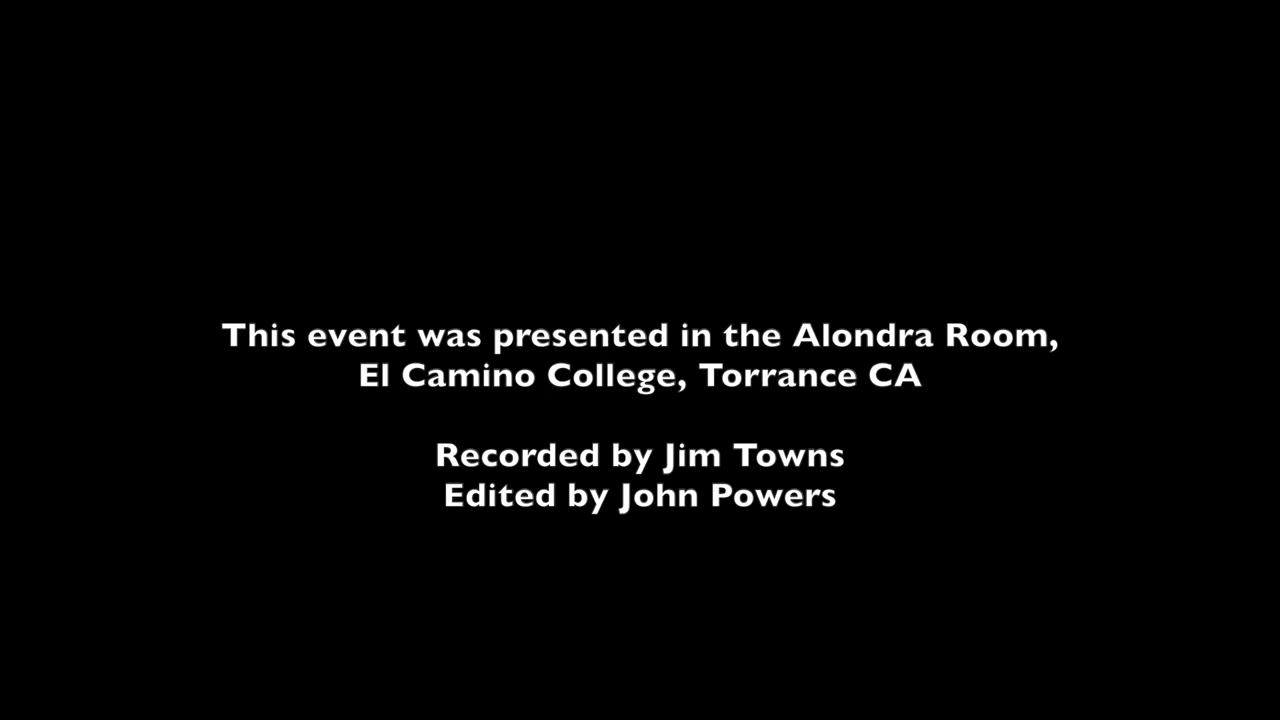 This event was presented in the Alondra Room,
El Camino College, Torrance CA
Recorded by Jim Towns
Edited by John Powers